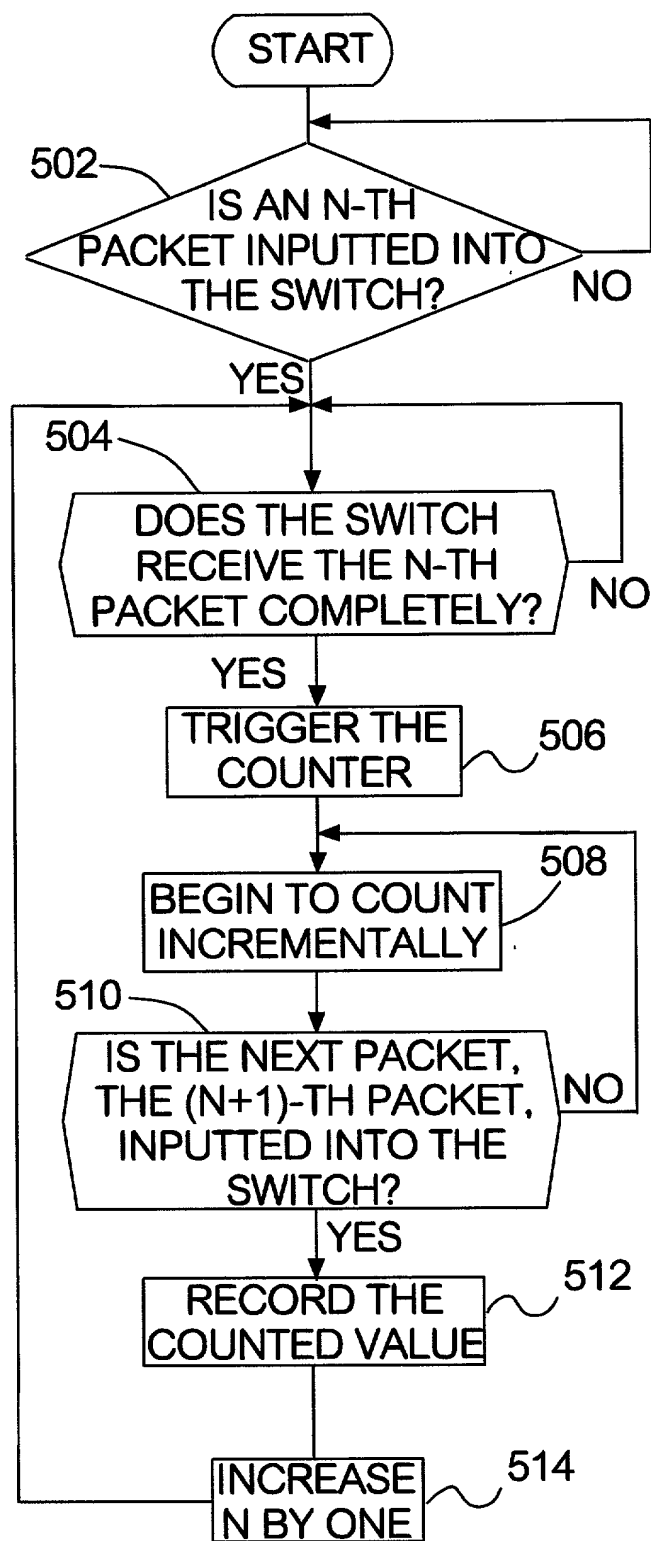 START
502
IS AN N-TH
PACKET INPUTTED INTO
THE SWITCH?
NO
YES
504
DOES THE SWITCH
RECEIVE THE N-TH
PACKET COMPLETELY?
NO
YES
TRIGGER THE
COUNTER
506
BEGIN TO COUNT
INCREMENTALLY
508
510
IS THE NEXT PACKET,
THE (N+1)-TH PACKET,
INPUTTED INTO THE
SWITCH?
NO
YES
RECORD THE
COUNTED VALUE
512
INCREASE
N BY ONE
514